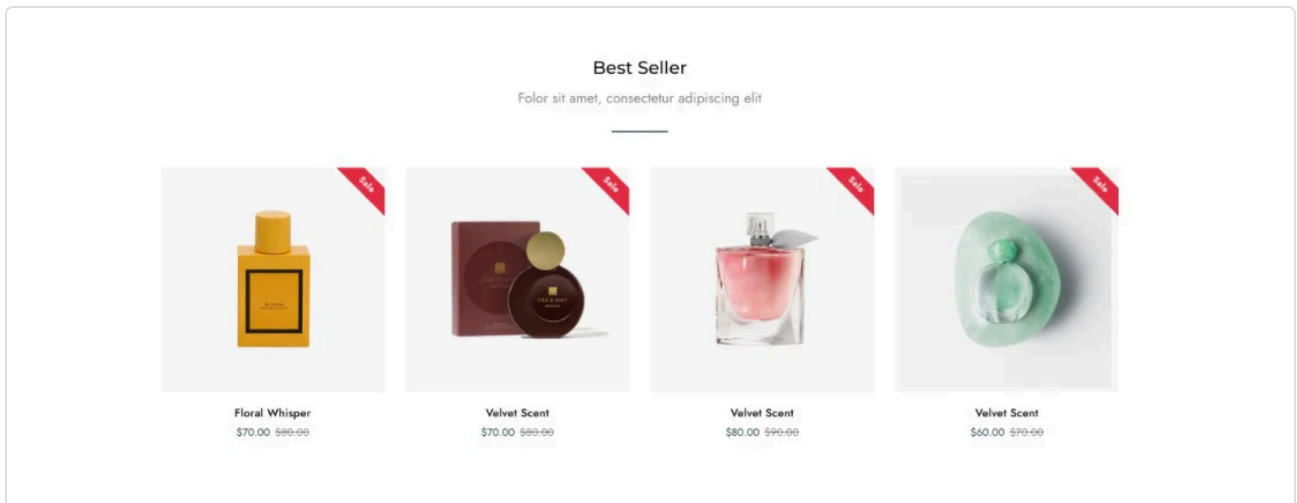 Best Seller
Folor sit amet, consectetur adipiscing elit
Sale
Sale
Sale
Sale
Floral Whisper
$70.00 $80.00
Velvet Scent
$70.00 $80.00
Velvet Scent
$80.00 $90.00
Velvet Scent
$60.00 $70.00